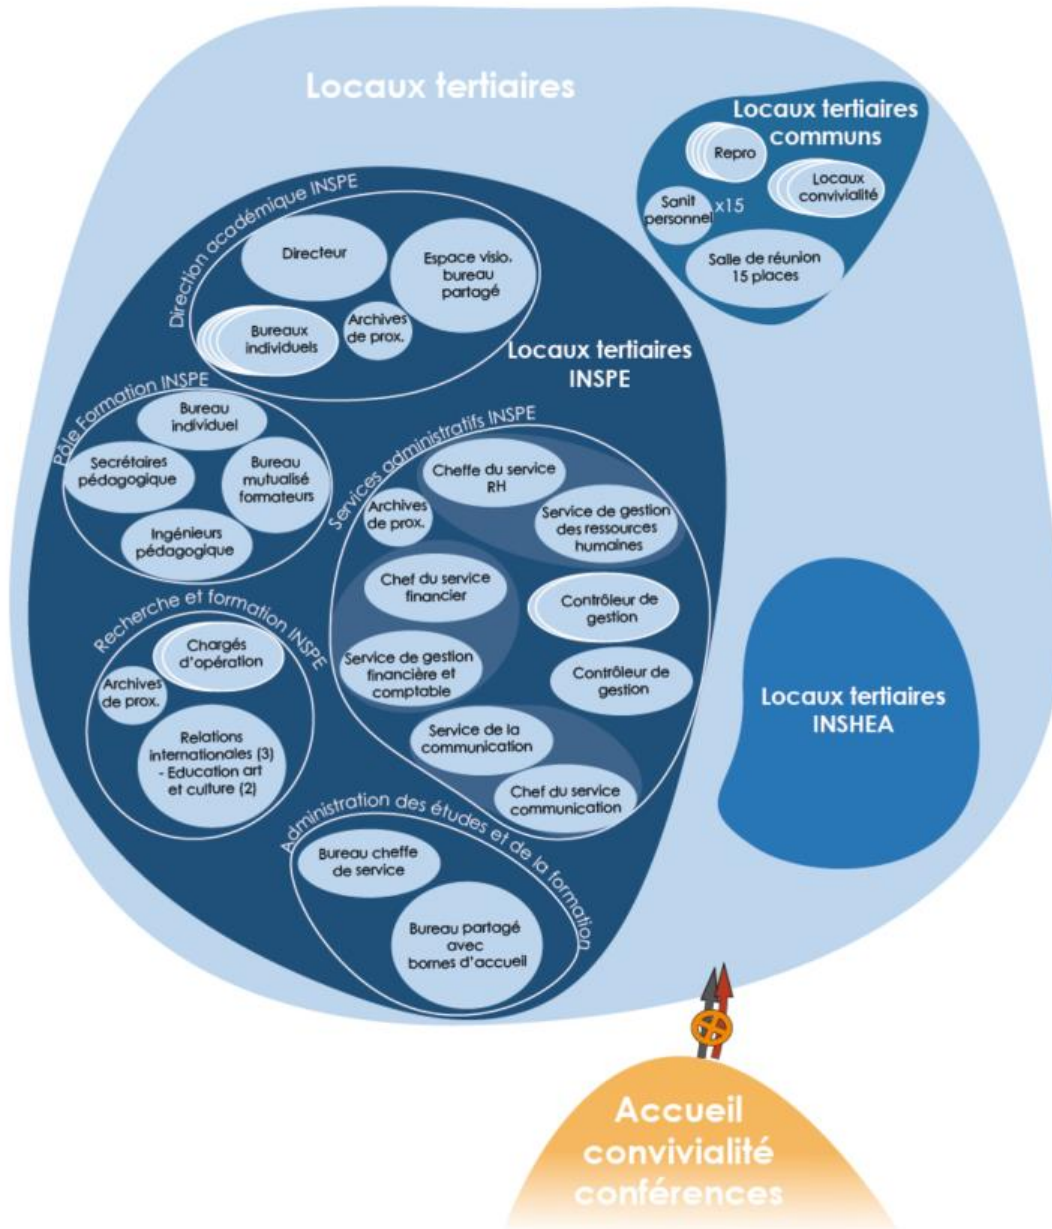 Locaux tertiaires
Locaux tertiaires
communs
Repro
Locaux
convivialité
Sanit
personnel
x15
Salle de réunion
15 places
Direction académique INSPE
Directeur
Espace visio.
bureau
partagé
Bureaux
individuels
Archives
de prox.
Locaux tertiaires
INSPE
Pôle Formation INSPE
Bureau
individuel
Secrétaires
pédagogique
Bureau
mutualisé
formateurs
Ingénieurs
pédagogique
Services administratifs INSPE
Cheffe du service
RH
Archives
de prox.
Service de gestion
des ressources
humaines
Chef du service
financier
Contrôleur de
gestion
Service de gestion
financière et
comptable
Contrôleur de
gestion
Service de la
communication
Chef du service
communication
Recherche et formation INSPE
Chargés
d'opération
Archives
de prox.
Relations
internationales (3)
- Education art
et culture (2)
Locaux tertiaires
INSHEA
Administration des études et de la formation
Bureau cheffe
de service
Bureau partagé
avec
bornes d'accueil
Accueil
convivialité
conférences